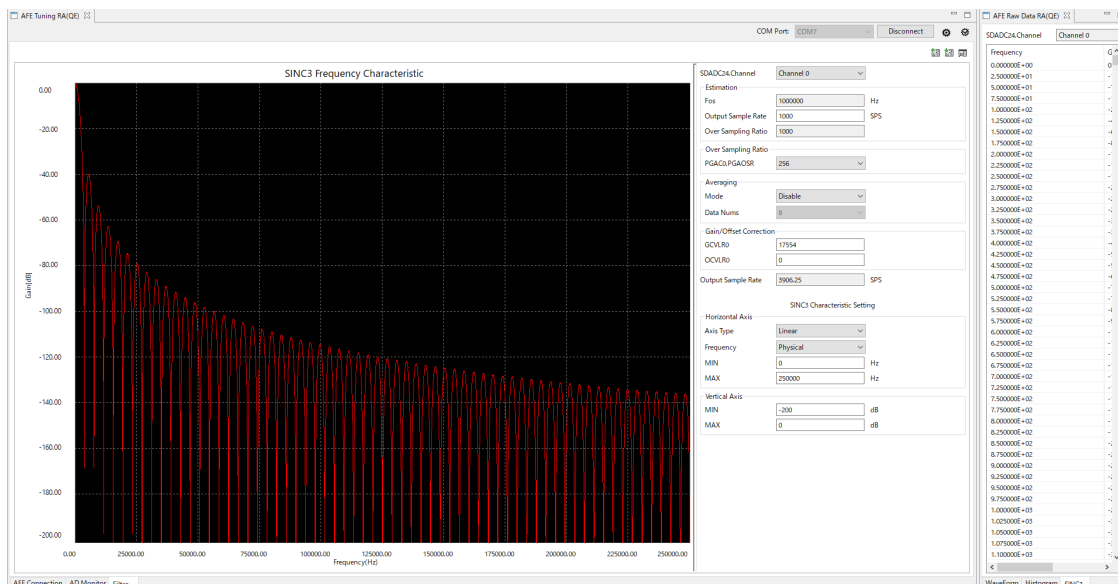 AFE Tuning RA(QE)
COM Port: COM7 Disconnect
SINC3 Frequency Characteristic
Gain[dB]
0.00
-20.00
-40.00
-60.00
-80.00
-100.00
-120.00
-140.00
-160.00
-180.00
-200.00
0.00 25000.00 50000.00 75000.00 100000.00 125000.00 150000.00 175000.00 200000.00 225000.00 250000.00
Frequency(Hz)
SDADC24.Channel Channel 0
Estimation
Fos 1000000 Hz
Output Sample Rate 1000 SPS
Over Sampling Ratio 1000
Over Sampling Ratio
PGAC0.PGAOSR 256
Averaging
Mode Disable
Data Nums 8
Gain/Offset Correction
GCVLR0 17554
OCVLR0 0
Output Sample Rate 3906.25 SPS
SINC3 Characteristic Setting
Horizontal Axis
Axis Type Linear
Frequency Physical
MIN 0 Hz
MAX 250000 Hz
Vertical Axis
MIN -200 dB
MAX 0 dB
AFE Connection AD Monitor Filter
AFE Raw Data RA(QE)
SDADC24.Channel Channel 0
Frequency
0.000000E+00
2.500000E+01
5.000000E+01
7.500000E+01
1.000000E+02
1.250000E+02
1.500000E+02
1.750000E+02
2.000000E+02
2.250000E+02
2.500000E+02
2.750000E+02
3.000000E+02
3.250000E+02
3.500000E+02
3.750000E+02
4.000000E+02
4.250000E+02
4.500000E+02
4.750000E+02
5.000000E+02
5.250000E+02
5.500000E+02
5.750000E+02
6.000000E+02
6.250000E+02
6.500000E+02
6.750000E+02
7.000000E+02
7.250000E+02
7.500000E+02
7.750000E+02
8.000000E+02
8.250000E+02
8.500000E+02
8.750000E+02
9.000000E+02
9.250000E+02
9.500000E+02
9.750000E+02
1.000000E+03
1.025000E+03
1.050000E+03
1.075000E+03
1.100000E+03
WaveForm Histogram SINC3